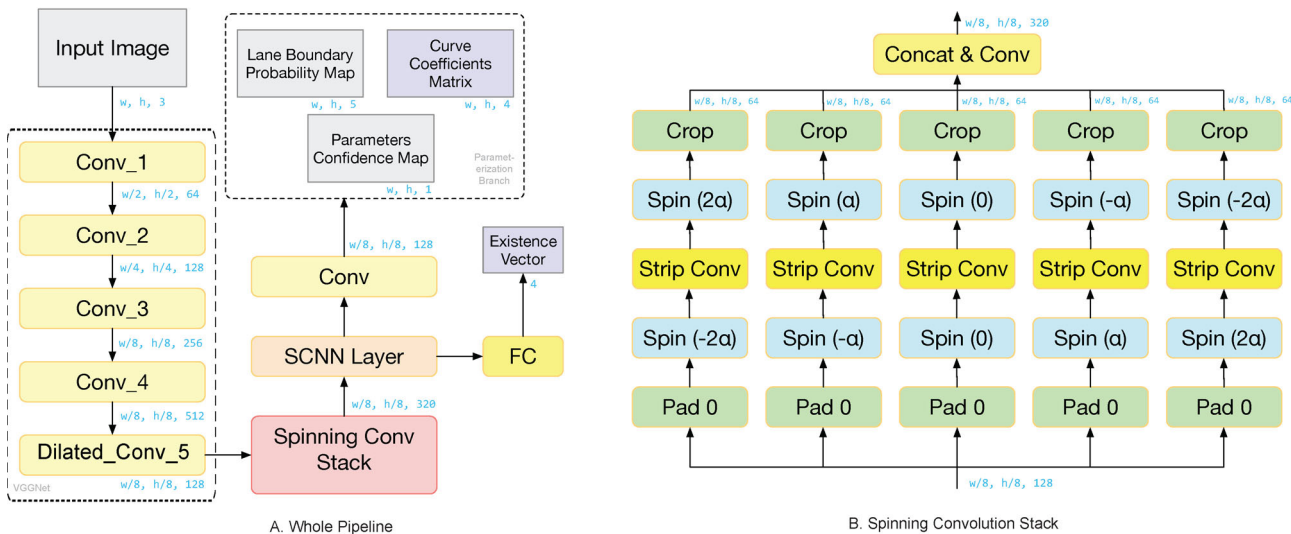 Input Image
w, h, 3
Conv_1
w/2, h/2, 64
Conv_2
w/4, h/4, 128
Conv_3
w/8, h/8, 256
Conv_4
w/8, h/8, 512
Dilated_Conv_5
VGGNet
w/8, h/8, 128
Lane Boundary
Probability Map
w, h, 5
Curve
Coefficients
Matrix
w, h, 4
Parameters
Confidence Map
w, h, 1
Paramet-
erization
Branch
w/8, h/8, 128
Conv
SCNN Layer
w/8, h/8, 320
Spinning Conv
Stack
Existence
Vector
4
FC
A. Whole Pipeline
w/8, h/8, 320
Concat & Conv
w/8, h/8, 64 w/8, h/8, 64 w/8, h/8, 64 w/8, h/8, 64 w/8, h/8, 64
Crop Crop Crop Crop Crop
Spin (2α) Spin (α) Spin (0) Spin (-α) Spin (-2α)
Strip Conv Strip Conv Strip Conv Strip Conv Strip Conv
Spin (-2α) Spin (-α) Spin (0) Spin (α) Spin (2α)
Pad 0 Pad 0 Pad 0 Pad 0 Pad 0
w/8, h/8, 128
B. Spinning Convolution Stack